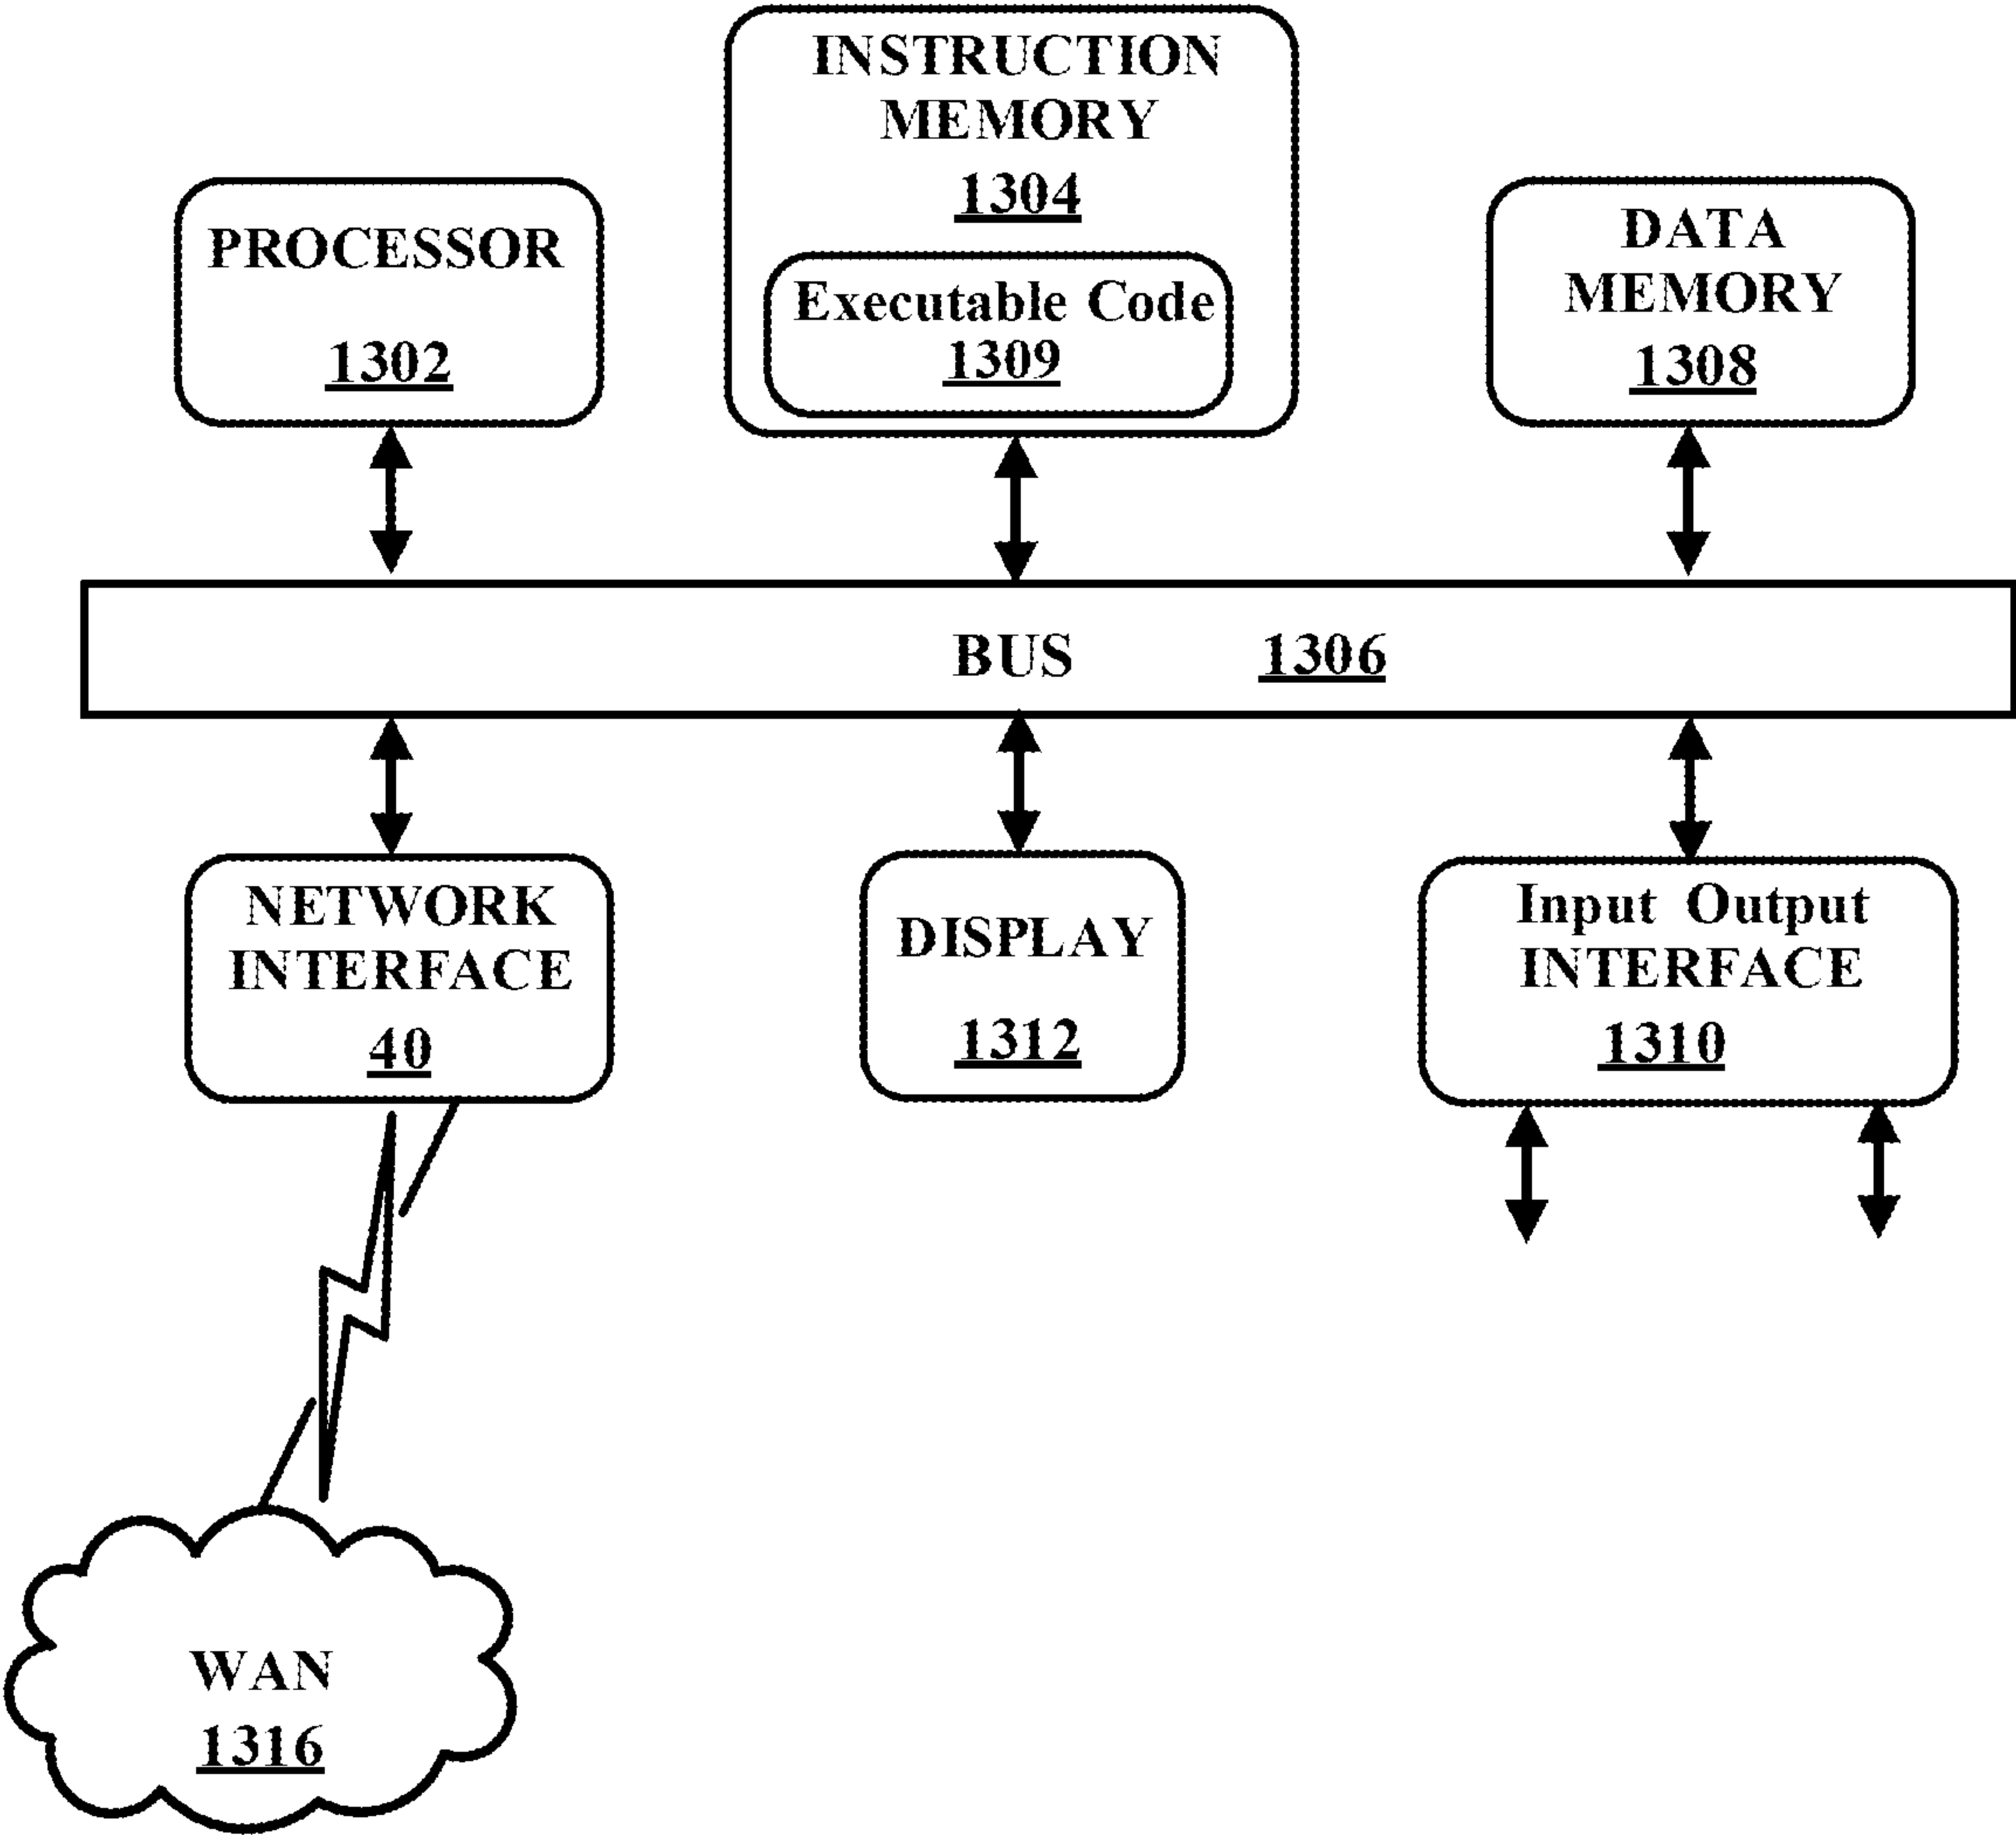 INSTRUCTION
MEMORY
1304
Executable Code
1309
PROCESSOR
1302
DATA
MEMORY
1308
BUS 1306
NETWORK
INTERFACE
40
DISPLAY
1312
Input Output
INTERFACE
1310
WAN
1316